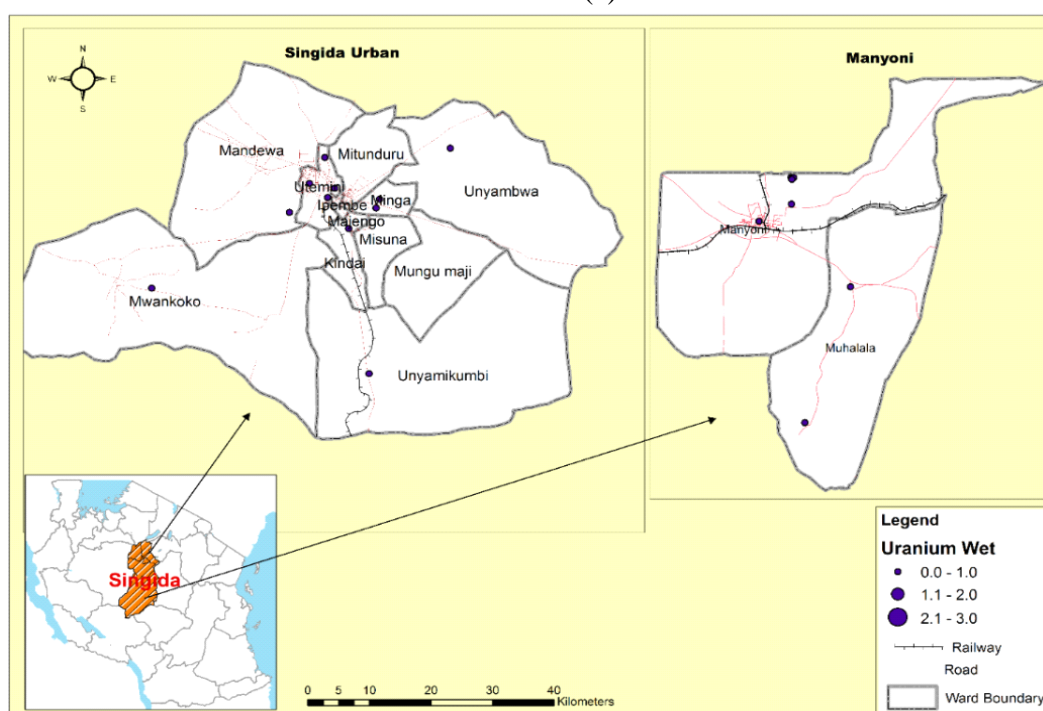 Singida Urban
Manyoni
N
W E
S
Mandewa
Mitunduru
Unyambwa
Utemini
Ipembe
Minga
Majengo
Misuna
Kindai
Mungu maji
Mwankoko
Unyamikumbi
Manyoni
Muhalala
Singida
Legend
Uranium Wet
0.0 - 1.0
1.1 - 2.0
2.1 - 3.0
Railway
Road
Ward Boundary
0 5 10 20 30 40
Kilometers